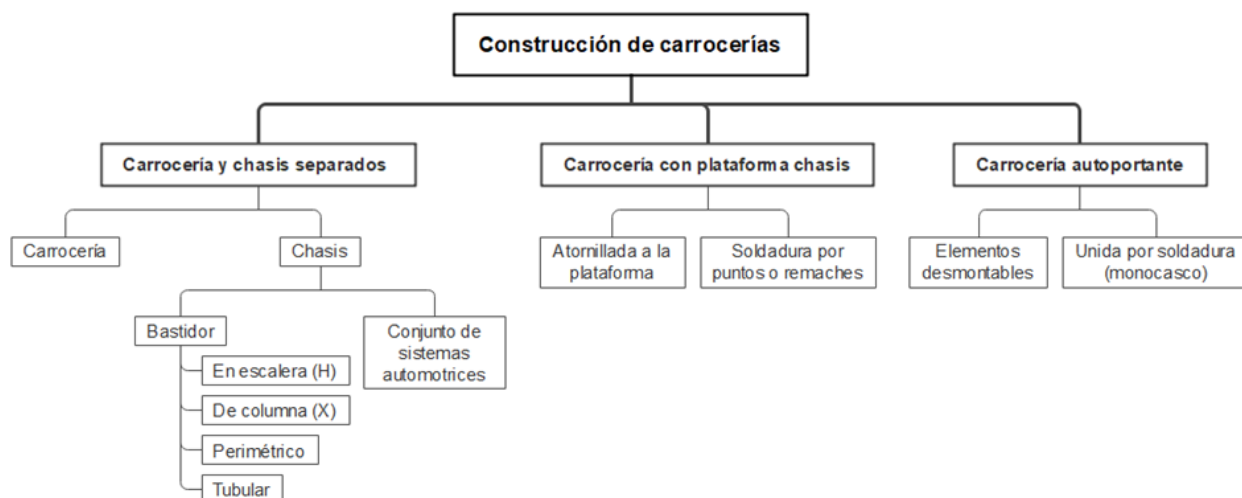 Construcción de carrocerías
Carrocería y chasis separados
Carrocería con plataforma chasis
Carrocería autoportante
Carrocería
Chasis
Atornillada a la
plataforma
Soldadura por
puntos o remaches
Elementos
desmontables
Unida por soldadura
(monocasco)
Bastidor
Conjunto de
sistemas
automotrices
En escalera (H)
De columna (X)
Perimétrico
Tubular